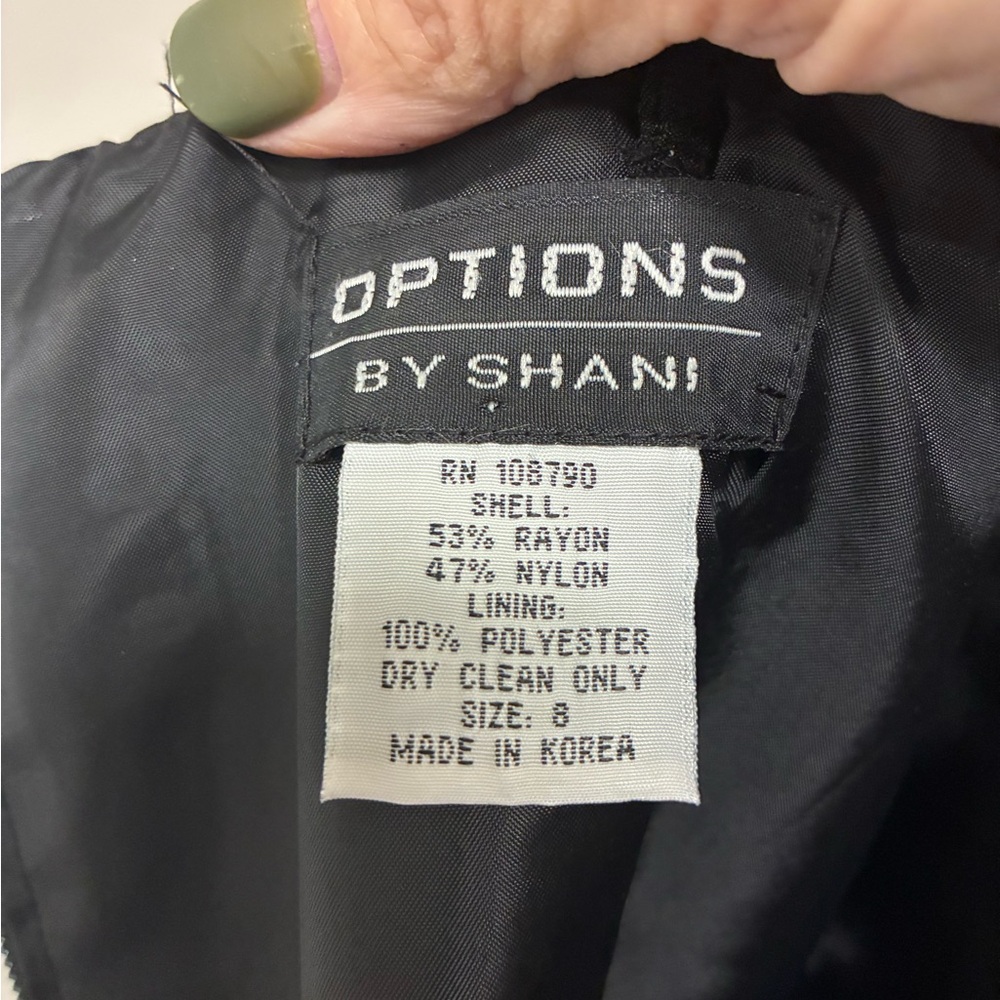 OPTIONS
BY SHANI
RN 108790
SHELL:
53% RAYON
47% NYLON
LINING:
100% POLYESTER
DRY CLEAN ONLY
SIZE: 8
MADE IN KOREA